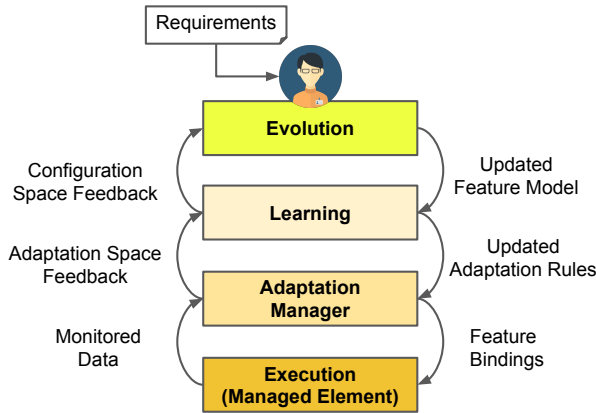 Requirements
Evolution
Configuration
Space Feedback
Updated
Feature Model
Learning
Adaptation Space
Feedback
Updated
Adaptation Rules
Adaptation
Manager
Monitored
Data
Feature
Bindings
Execution
(Managed Element)